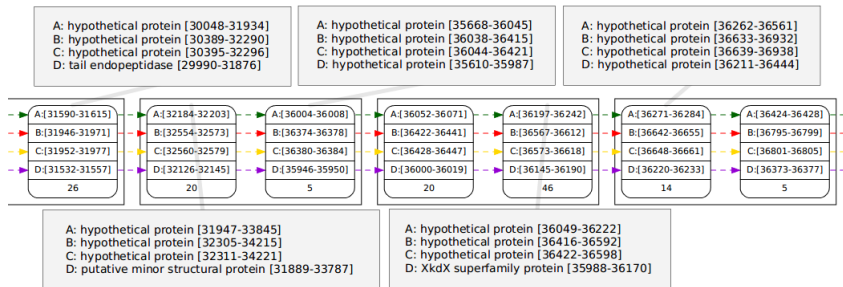 A: hypothetical protein [30048-31934]
B: hypothetical protein [30389-32290]
C: hypothetical protein [30395-32296]
D: tail endopeptidase [29990-31876]
A: hypothetical protein [35668-36045]
B: hypothetical protein [36038-36415]
C: hypothetical protein [36044-36421]
D: hypothetical protein [35610-35987]
A: hypothetical protein [36262-36561]
B: hypothetical protein [36633-36932]
C: hypothetical protein [36639-36938]
D: hypothetical protein [36211-36444]
A:[31590-31615]
B:[31946-31971]
C:[31952-31977]
D:[31532-31557]
26
A:[32184-32203]
B:[32554-32573]
C:[32560-32579]
D:[32126-32145]
20
A:[36004-36008]
B:[36374-36378]
C:[36380-36384]
D:[35946-35950]
5
A:[36052-36071]
B:[36422-36441]
C:[36428-36447]
D:[36000-36019]
20
A:[36197-36242]
B:[36567-36612]
C:[36573-36618]
D:[36145-36190]
46
A:[36271-36284]
B:[36642-36655]
C:[36648-36661]
D:[36220-36233]
14
A:[36424-36428]
B:[36795-36799]
C:[36801-36805]
D:[36373-36377]
5
A: hypothetical protein [31947-33845]
B: hypothetical protein [32305-34215]
C: hypothetical protein [32311-34221]
D: putative minor structural protein [31889-33787]
A: hypothetical protein [36049-36222]
B: hypothetical protein [36416-36592]
C: hypothetical protein [36422-36598]
D: XkdX superfamily protein [35988-36170]